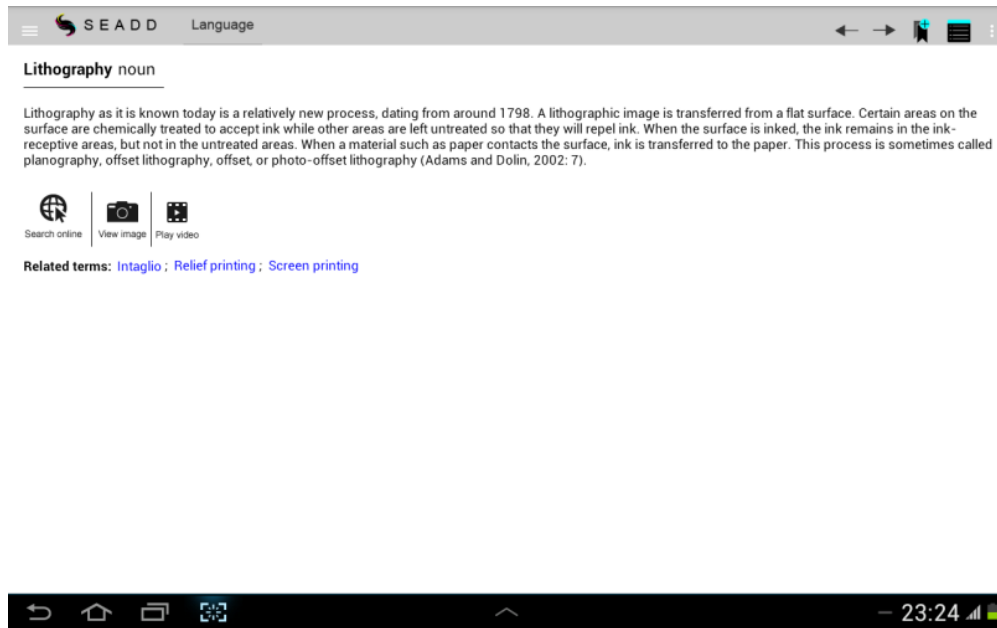 SEADD Language
Lithography noun
Lithography as it is known today is a relatively new process, dating from around 1798. A lithographic image is transferred from a flat surface. Certain areas on the
surface are chemically treated to accept ink while other areas are left untreated so that they will repel ink. When the surface is inked, the ink remains in the ink-
receptive areas, but not in the untreated areas. When a material such as paper contacts the surface, ink is transferred to the paper. This process is sometimes called
planography, offset lithography, offset, or photo-offset lithography (Adams and Dolin, 2002: 7).
Search online View image Play video
Related terms: Intaglio ; Relief printing ; Screen printing
23:24